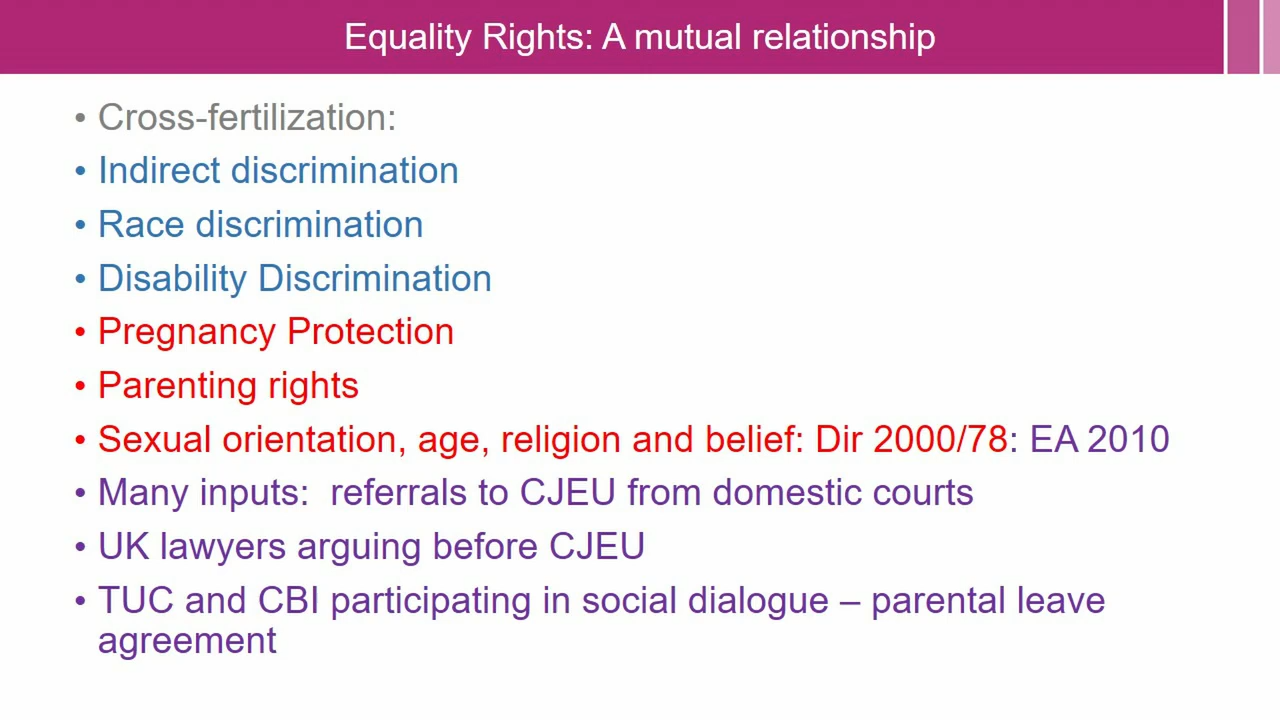 Equality Rights: A mutual relationship
• Cross-fertilization:
• Indirect discrimination
• Race discrimination
• Disability Discrimination
• Pregnancy Protection
• Parenting rights
• Sexual orientation, age, religion and belief: Dir 2000/78: EA 2010
• Many inputs:  referrals to CJEU from domestic courts
• UK lawyers arguing before CJEU
• TUC and CBI participating in social dialogue – parental leave
agreement